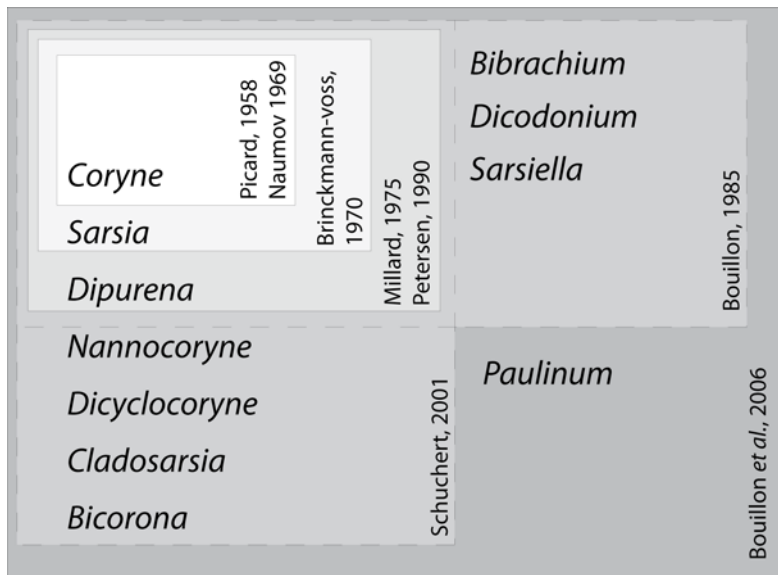 Coryne
Picard, 1958
Naumov 1969
Sarsia
Brinckmann-voss,
1970
Dipurena
Millard, 1975
Petersen, 1990
Bibrachium
Dicodonium
Sarsiella
Bouillon, 1985
Nannocoryne
Dicyclocoryne
Cladosarsia
Bicorona
Schuchert, 2001
Paulinum
Bouillon et al., 2006